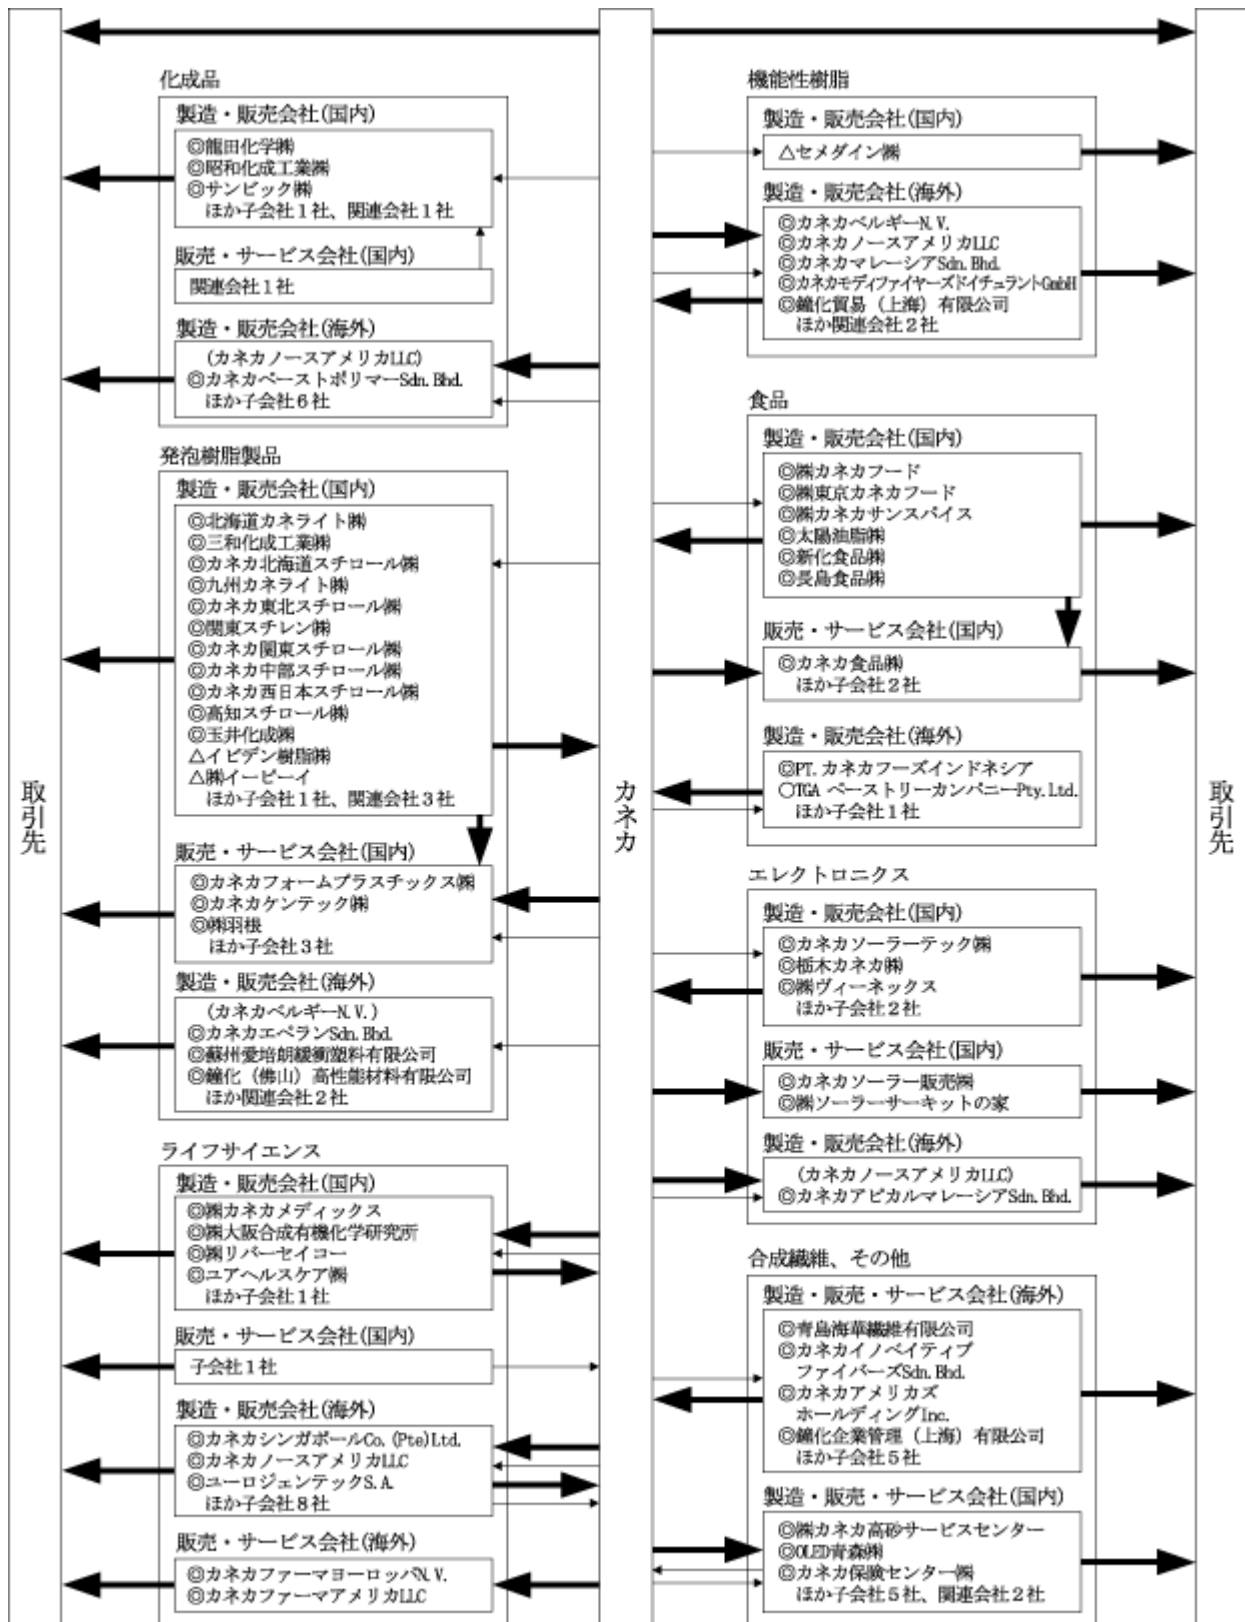 取引先
化成品
製造・販売会社(国内)
◎龍田化学㈱
◎昭和化成工業㈱
◎サンビック㈱
ほか子会社1社、関連会社1社
販売・サービス会社(国内)
関連会社1社
製造・販売会社(海外)
(カネカノースアメリカLLC)
◎カネカペーストポリマーSdn.Bhd.
ほか子会社6社
発泡樹脂製品
製造・販売会社(国内)
◎北海道カネライト㈱
◎三和化成工業㈱
◎カネカ北海道スチロール㈱
◎九州カネライト㈱
◎カネカ東北スチロール㈱
◎関東スチレン㈱
◎カネカ関東スチロール㈱
◎カネカ中部スチロール㈱
◎カネカ西日本スチロール㈱
◎高知スチロール㈱
◎玉井化成㈱
△イビデン樹脂㈱
△㈱イーピーイ
ほか子会社1社、関連会社3社
販売・サービス会社(国内)
◎カネカフォームプラスチックス㈱
◎カネカケンテック㈱
◎㈱羽根
ほか子会社3社
製造・販売会社(海外)
(カネカベルギーN.V.)
◎カネカエペランSdn.Bhd.
◎蘇州愛培朗緩衝塑料有限公司
◎鐘化(佛山)高性能材料有限公司
ほか関連会社2社
ライフサイエンス
製造・販売会社(国内)
◎㈱カネカメディックス
◎㈱大阪合成有機化学研究所
◎㈱リバーセイコー
◎ユアヘルスケア㈱
ほか子会社1社
販売・サービス会社(国内)
子会社1社
製造・販売会社(海外)
◎カネカシンガポールCo.(Pte)Ltd.
◎カネカノースアメリカLLC
◎ユーロジェンテックS.A.
ほか子会社8社
販売・サービス会社(海外)
◎カネカファーマヨーロッパN.V.
◎カネカファーマアメリカLLC
カネカ
機能性樹脂
製造・販売会社(国内)
△セメダイン㈱
製造・販売会社(海外)
◎カネカベルギーN.V.
◎カネカノースアメリカLLC
◎カネカマレーシアSdn.Bhd.
◎カネカモディファイヤーズドイチュラントGmbH
◎鐘化貿易(上海)有限公司
ほか関連会社2社
食品
製造・販売会社(国内)
◎㈱カネカフード
◎㈱東京カネカフード
◎㈱カネカサンスパイス
◎太陽油脂㈱
◎新化食品㈱
◎長島食品㈱
販売・サービス会社(国内)
◎カネカ食品㈱
ほか子会社2社
製造・販売会社(海外)
◎PT.カネカフーズインドネシア
○TGA ペーストリーカンパニーPty.Ltd.
ほか子会社1社
エレクトロニクス
製造・販売会社(国内)
◎カネカソーラーテック㈱
◎栃木カネカ㈱
◎㈱ヴィーネックス
ほか子会社2社
販売・サービス会社(国内)
◎カネカソーラー販売㈱
◎㈱ソーラーサーキットの家
製造・販売会社(海外)
(カネカノースアメリカLLC)
◎カネカアピカルマレーシアSdn.Bhd.
合成繊維、その他
製造・販売・サービス会社(海外)
◎青島海華繊維有限公司
◎カネカイノベイティブ
ファイバーズSdn.Bhd.
◎カネカアメリカズ
ホールディングInc.
◎鐘化企業管理(上海)有限公司
ほか子会社5社
製造・販売・サービス会社(国内)
◎㈱カネカ高砂サービスセンター
◎OLED青森㈱
◎カネカ保険センター㈱
ほか子会社5社、関連会社2社
取引先